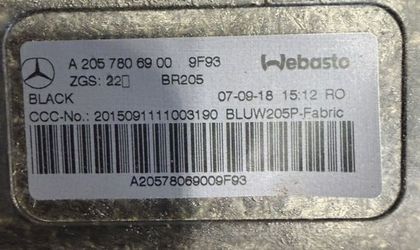 A 205 780 69 00 9F93 Webasto
ZGS: 22 BR205
BLACK 07-09-18 15:12 RO
CCC-No.: 2015091111003190 BLUW205P-Fabric
A20578069009F93